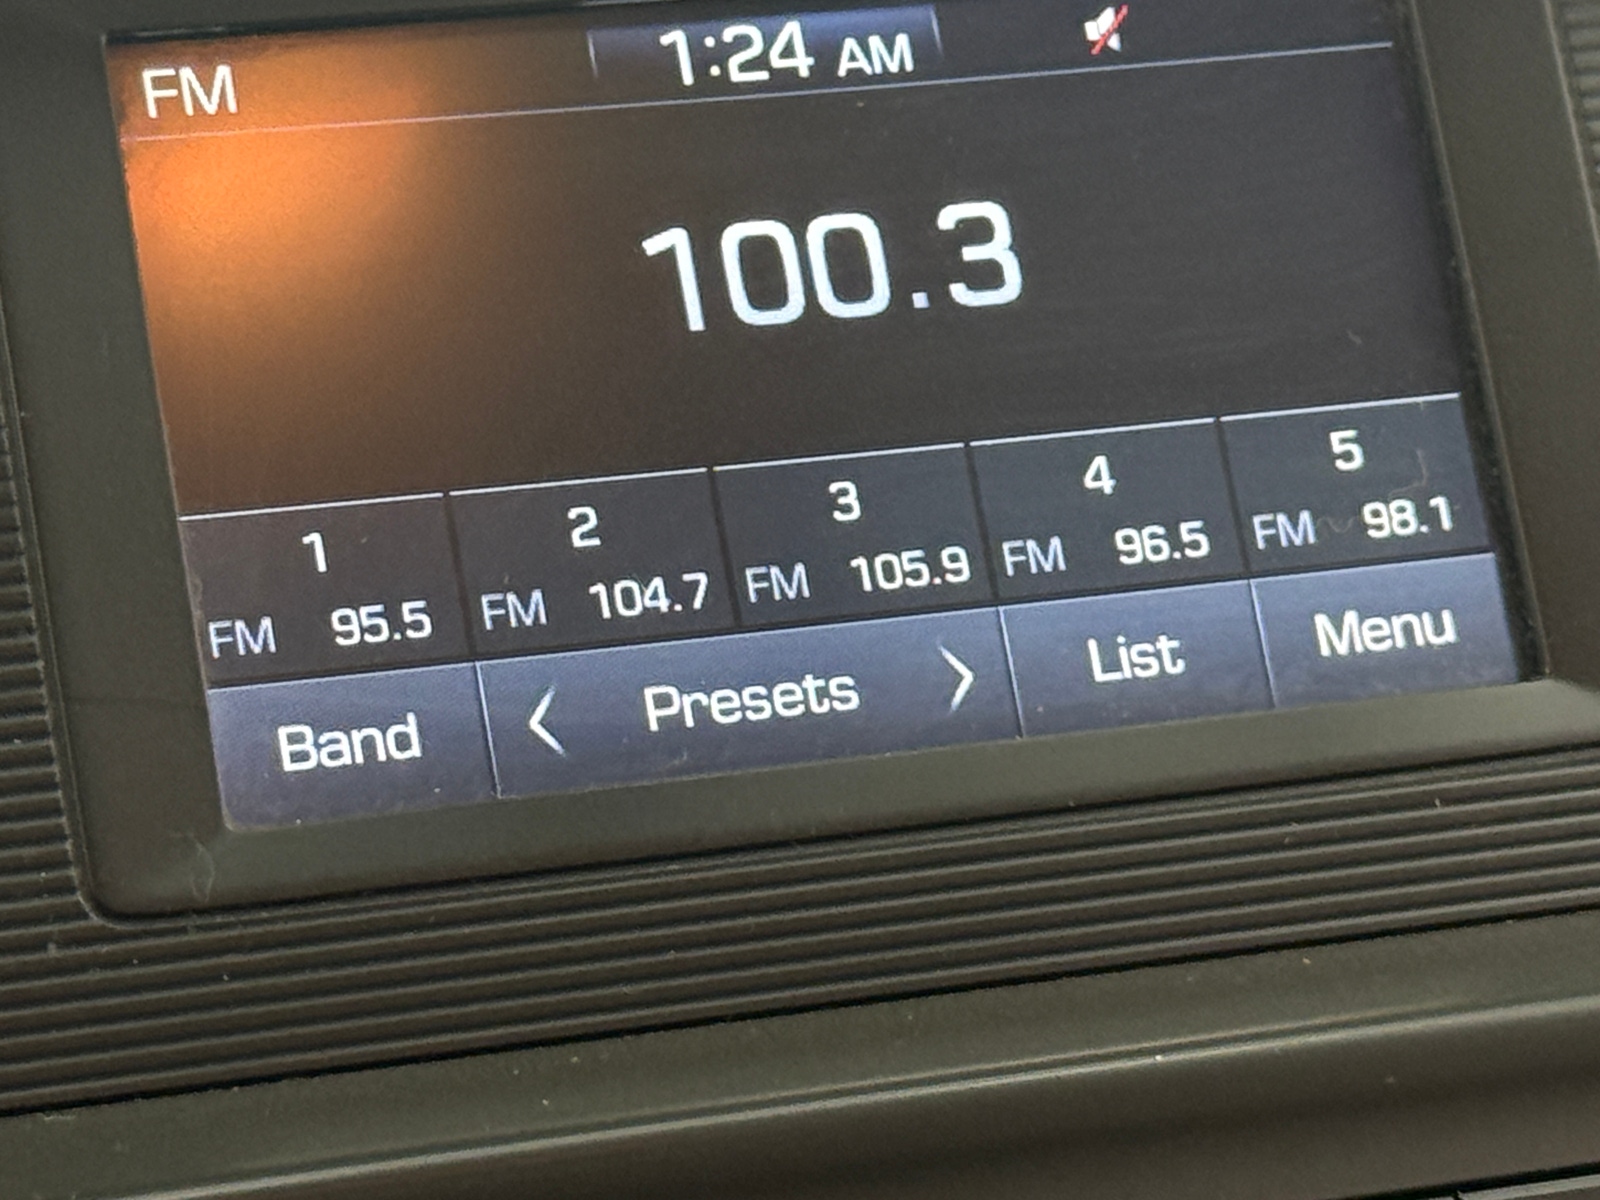 FM 1:24 AM
100.3
1 2 3 4 5
FM 95.5 FM 104.7 FM 105.9 FM 96.5 FM 98.1
Band < Presets > List Menu